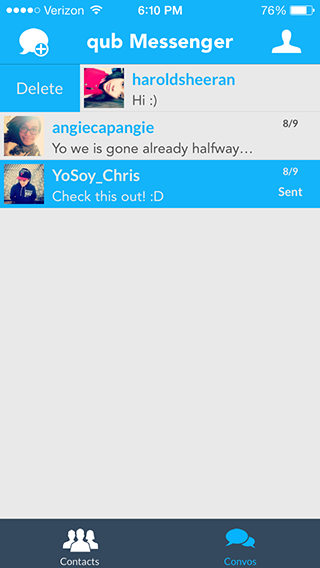 Verizon 6:10 PM 76%
qub Messenger
Delete
haroldsheeran
Hi :)
angiecapangie 8/9
Yo we is gone already halfway…
YoSoy_Chris 8/9
Check this out! :D Sent
Contacts Convos